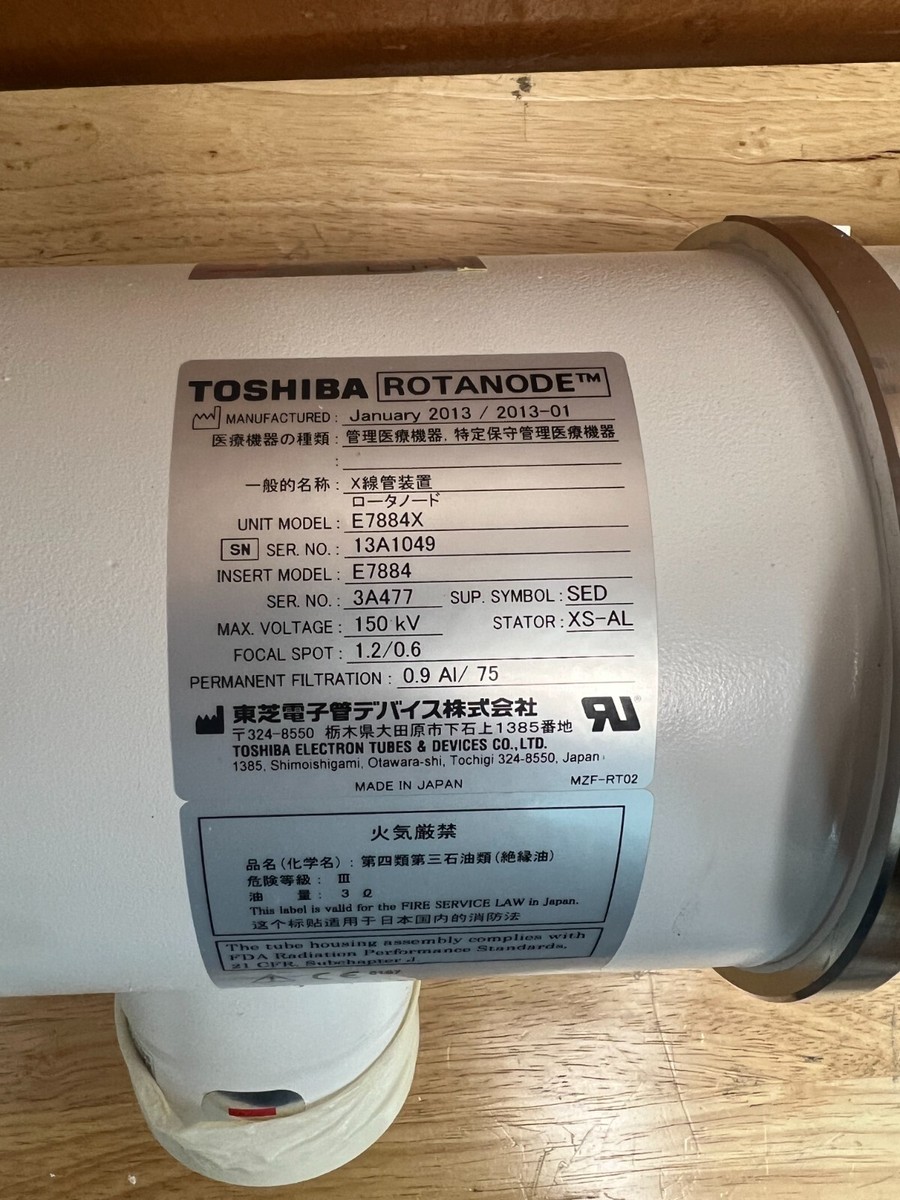 TOSHIBA ROTANODE™
MANUFACTURED : January 2013 / 2013-01
医療機器の種類 : 管理医療機器, 特定保守管理医療機器
:
一般的名称 : X線管装置
ロータノード
UNIT MODEL : E7884X
SN SER. NO. : 13A1049
INSERT MODEL : E7884
SER. NO. : 3A477 SUP. SYMBOL : SED
MAX. VOLTAGE : 150 kV STATOR : XS-AL
FOCAL SPOT : 1.2/0.6
PERMANENT FILTRATION : 0.9 Al/ 75
東芝電子管デバイス株式会社
〒324-8550 栃木県大田原市下石上1385番地
TOSHIBA ELECTRON TUBES & DEVICES CO., LTD.
1385, Shimoishigami, Otawara-shi, Tochigi 324-8550, Japan
MADE IN JAPAN MZF-RT02
火気厳禁
品名(化学名) : 第四類第三石油類(絶縁油)
危険等級 : Ⅲ
油 量 : 3 ℓ
This label is valid for the FIRE SERVICE LAW in Japan.
这个标贴适用于日本国内的消防法
The tube housing assembly complies with
FDA Radiation Performance Standards,
21 CFR, Subchapter J